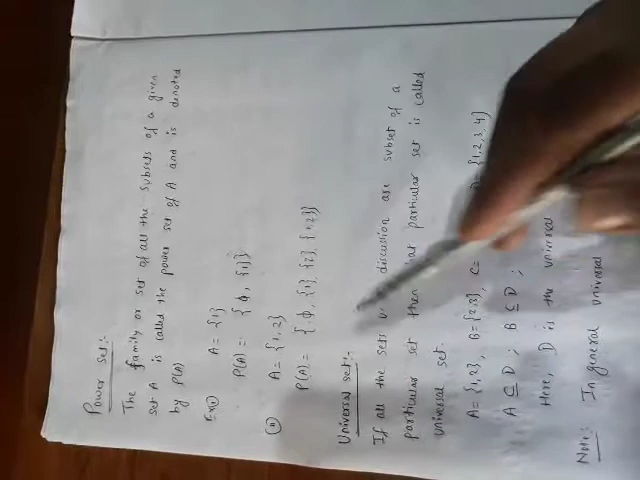 Power set:-
The family or set of all the subsets of a given
set A is called the power set of A and is denoted
by P(A)
Ex: (i) A = {1}
P(A) = {ϕ, {1}}
(ii) A = {1,2}
P(A) = {ϕ, {1}, {2}, {1,2}}
Universal set:-
If all the sets discussion are subset of a
particular set then particular set is called
universal set.
A = {1,2}, B = {2,3}, C = {1,2,3,4}
A ⊆ D ; B ⊆ D ;
Here, D is the universal
Note: In general universal